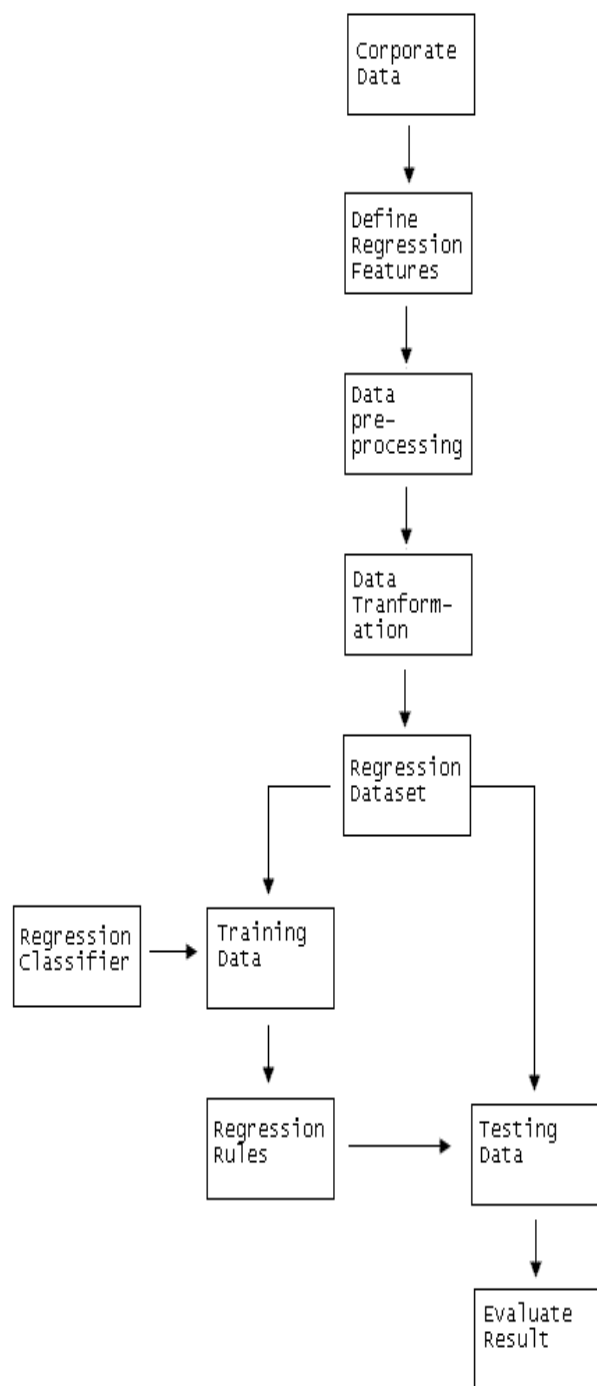 Corporate
Data
Define
Regression
Features
Data
pre-
processing
Data
Tranform-
ation
Regression
Dataset
Regression
Classifier
Training
Data
Regression
Rules
Testing
Data
Evaluate
Result